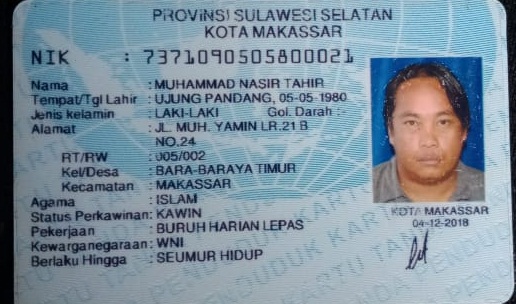 PROVINSI SULAWESI SELATAN
KOTA MAKASSAR
NIK : 7371090505800021
Nama : MUHAMMAD NASIR TAHIR
Tempat/Tgl Lahir : UJUNG PANDANG, 05-05-1980
Jenis kelamin : LAKI-LAKI Gol. Darah :-
Alamat : JL. MUH. YAMIN LR.21 B
NO.24
RT/RW : 005/002
Kel/Desa : BARA-BARAYA TIMUR
Kecamatan : MAKASSAR
Agama : ISLAM
Status Perkawinan: KAWIN
Pekerjaan : BURUH HARIAN LEPAS
Kewarganegaraan: WNI
Berlaku Hingga : SEUMUR HIDUP
KOTA MAKASSAR
04-12-2018